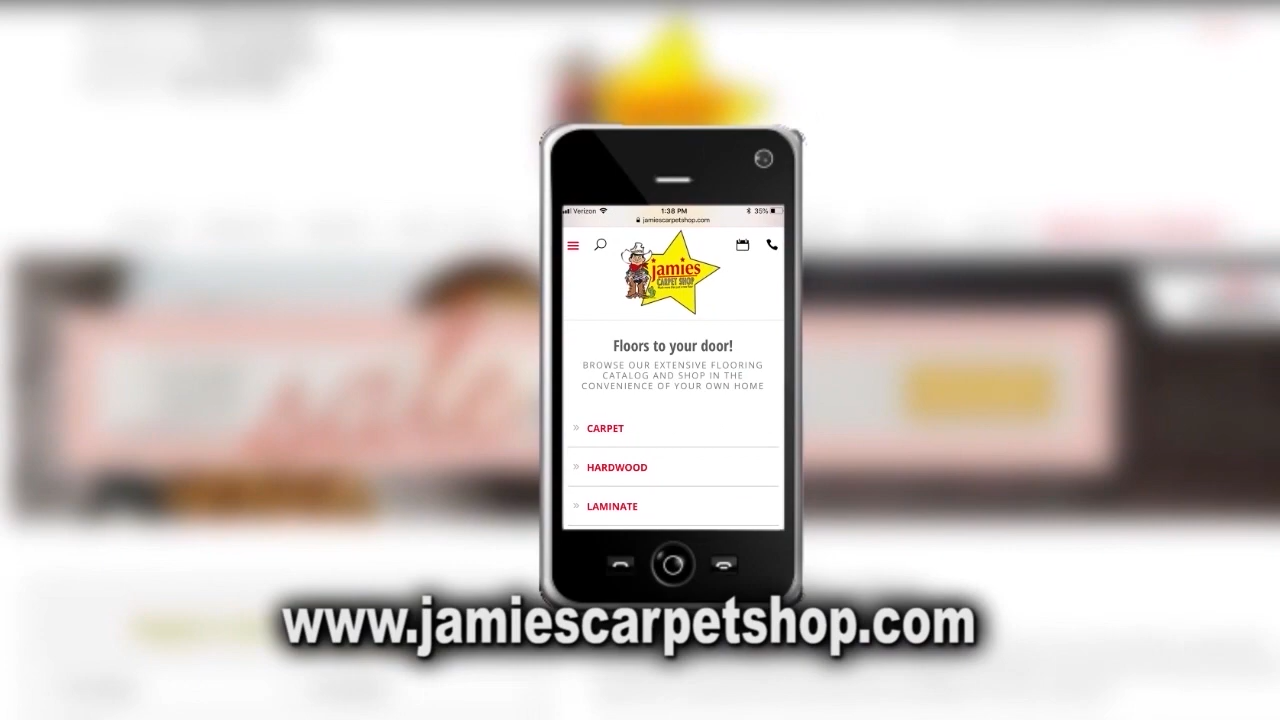 Verizon 1:38 PM 35%
jamiescarpetshop.com
jamies
CARPET SHOP
Floors to your door!
BROWSE OUR EXTENSIVE FLOORING
CATALOG AND SHOP IN THE
CONVENIENCE OF YOUR OWN HOME
» CARPET
» HARDWOOD
» LAMINATE
www.jamiescarpetshop.com